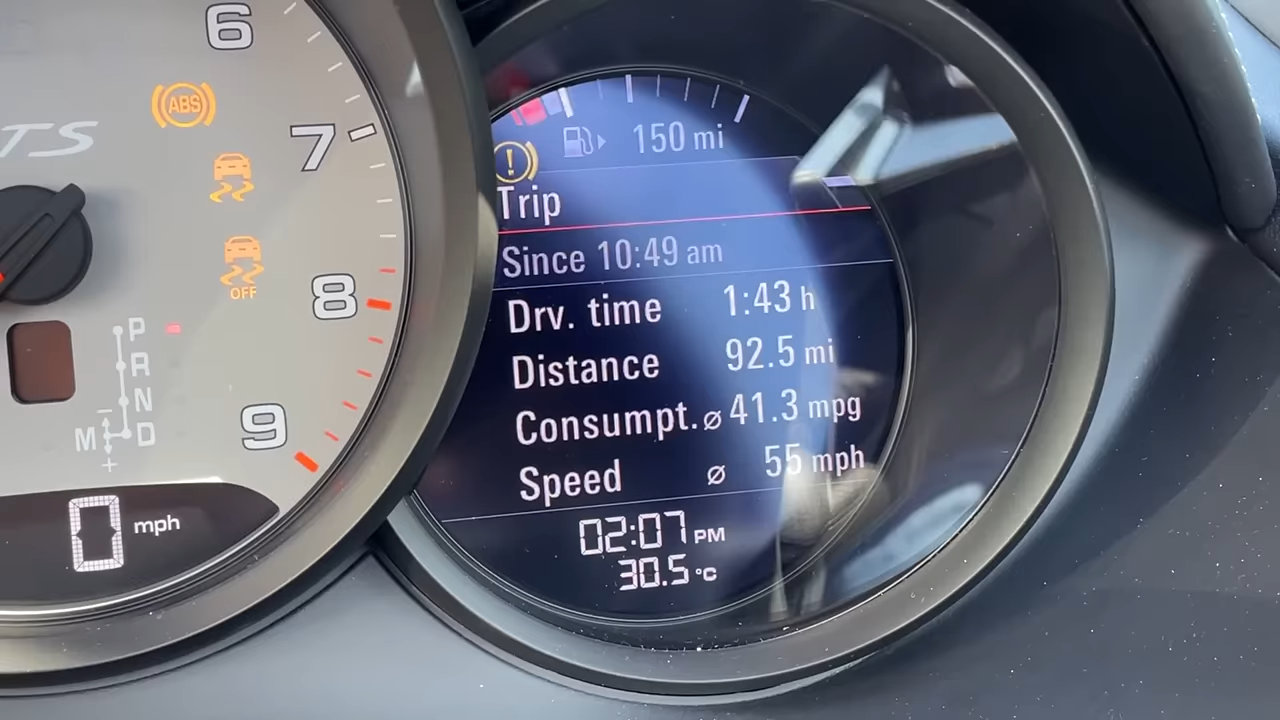 6
ABS
TS
7
8
9
OFF
P
R
N
M D
+
0 mph
150 mi
!
Trip
Since 10:49 am
Drv. time 1:43 h
Distance 92.5 mi
Consumpt. ⌀ 41.3 mpg
Speed ⌀ 55 mph
02:07 PM
30.5 °C